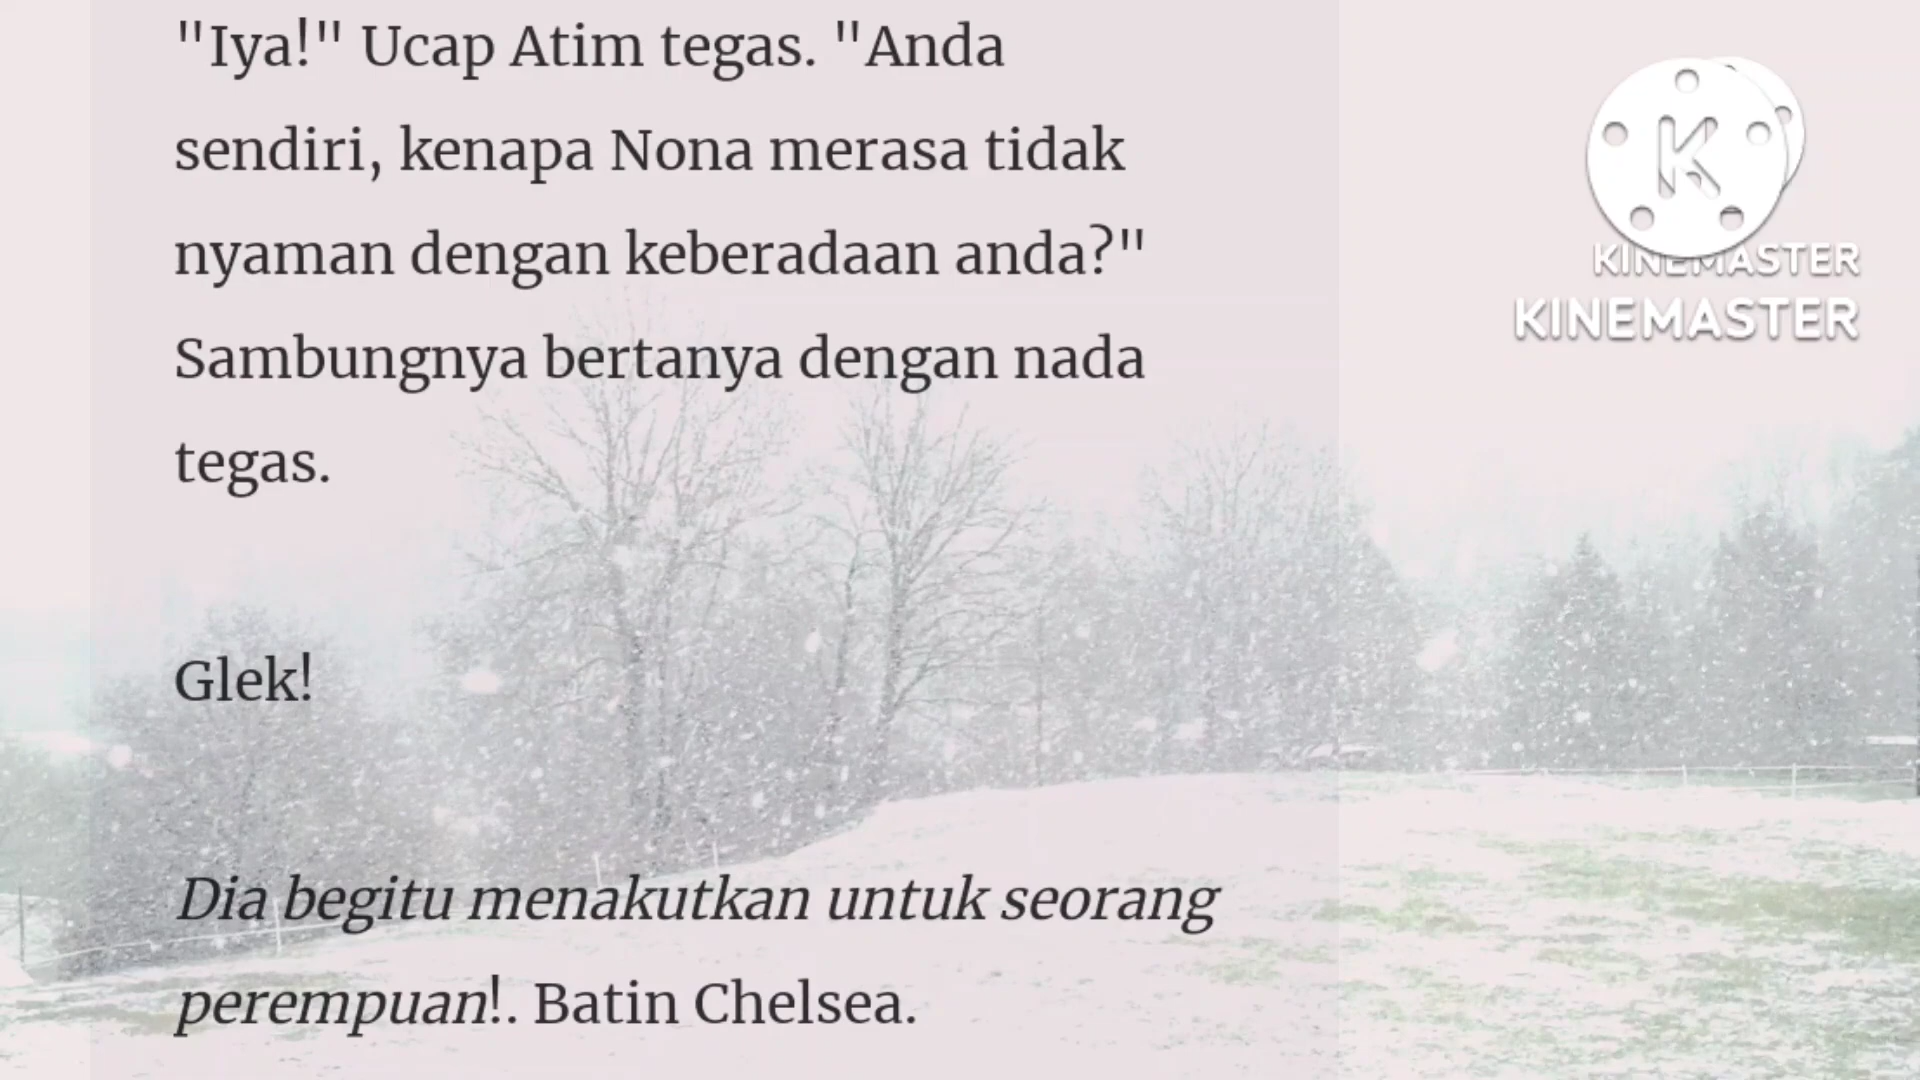 "Iya!" Ucap Atim tegas. "Anda
sendiri, kenapa Nona merasa tidak
nyaman dengan keberadaan anda?"
Sambungnya bertanya dengan nada
tegas.
Glek!
Dia begitu menakutkan untuk seorang
perempuan!. Batin Chelsea.
K
KINEMASTER
KINEMASTER